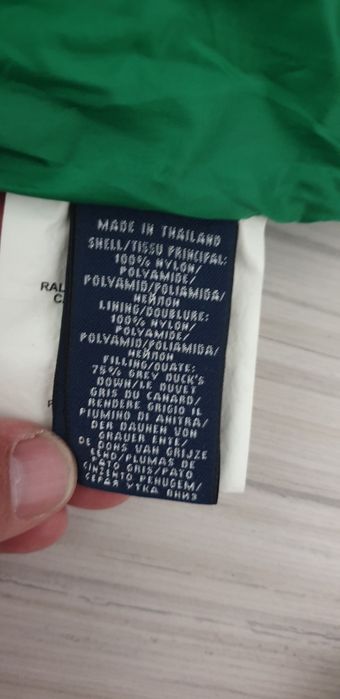 MADE IN THAILAND
SHELL/TISSU PRINCIPAL:
100% NYLON/
POLYAMIDE/
POLYAMID/POLIAMIDA/
НЕЙЛОН
LINING/DOUBLURE:
100% NYLON/
POLYAMIDE/
POLYAMID/POLIAMIDA/
НЕЙЛОН
FILLING/OUATE:
75% GREY DUCK'S
DOWN/LE DUVET
GRIS DU CANARD/
RENDERE GRIGIO IL
PIUMINO DI ANITRA/
DER DAUNEN VON
GRAUER ENTE/
DE DONS VAN GRIJZE
EEND/PLUMAS DE
PATO GRIS/PATO
CINZENTO PENUGEM/
СЕРАЯ УТКА
RAL